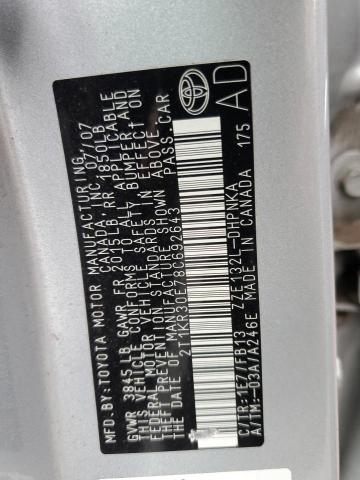 MFD.BY:TOYOTA MOTOR MANUFACTURING,
CANADA, INC. 07/07
GVWR 3845LB GAWR FR 2015LB RR 1850LB
THIS VEHICLE CONFORMS TO ALL APPLICABLE
FEDERAL MOTOR VEHICLE SAFETY, BUMPER AND
THEFT PREVENTION STANDARDS IN EFFECT ON
THE DATE OF MANUFACTURE SHOWN ABOVE.
2T1KR30E78C692643 PASS. CAR
C/TR:1E7/FB13 ZZE132L-DHPNKA
A/TM:-03A/A246E MADE IN CANADA 175
AD